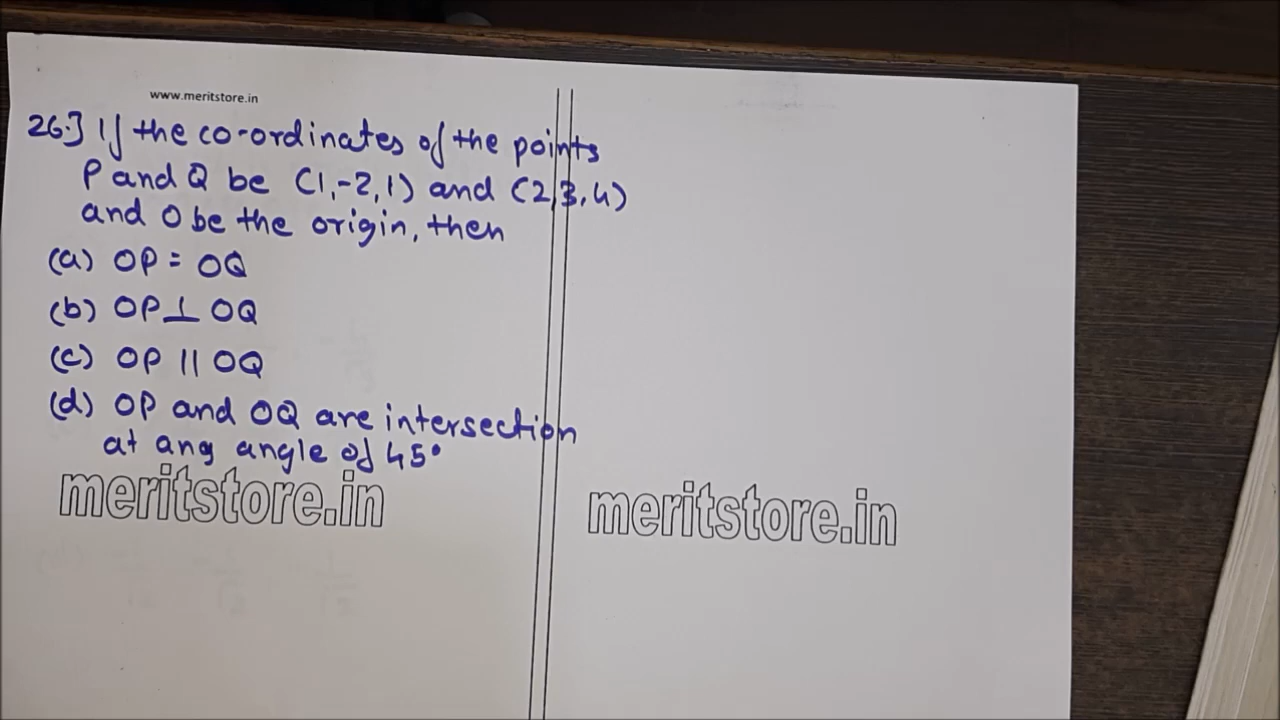 www.meritstore.in
26.] If the co-ordinates of the points
P and Q be (1,-2,1) and (2,3,4)
and O be the origin, then
(a) OP = OQ
(b) OP ⊥ OQ
(c) OP || OQ
(d) OP and OQ are intersection
at ang angle of 45°
meritstore.in
meritstore.in